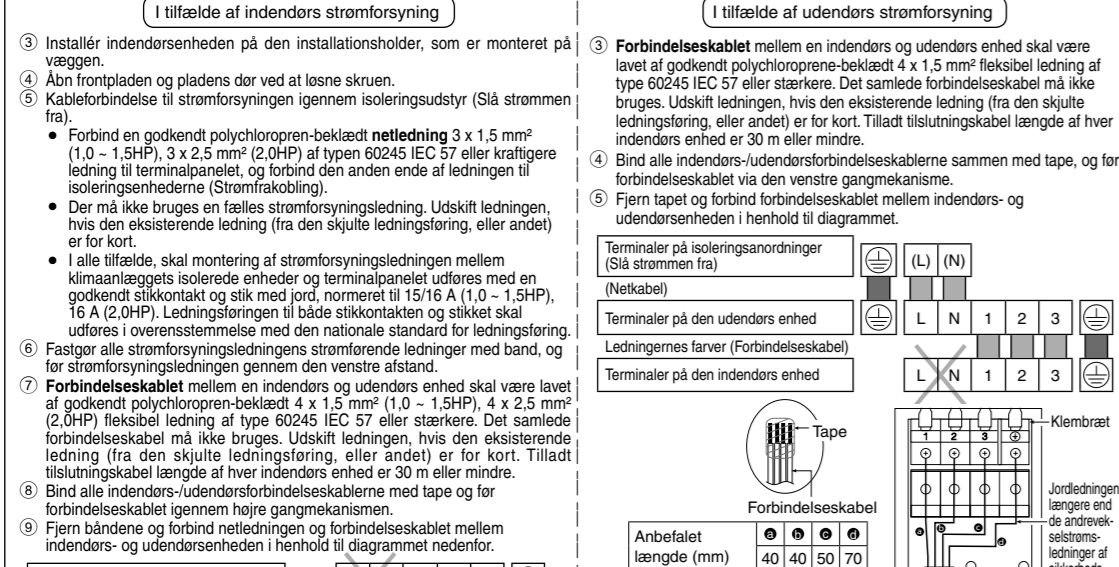 I tilfælde af indendørs strømforsyning
③ Installér indendørsenheden på den installationsholder, som er monteret på
væggen.
④ Åbn frontpladen og pladens dør ved at løsne skruen.
⑤ Kableforbindelse til strømforsyningen igennem isoleringsudstyr (Slå strømmen
fra).
• Forbind en godkendt polychloropren-beklædt netledning 3 x 1,5 mm²
(1,0 ~ 1,5HP), 3 x 2,5 mm² (2,0HP) af typen 60245 IEC 57 eller kraftigere
ledning til terminalpanelet, og forbind den anden ende af ledningen til
isoleringsenhederne (Strømfrakobling).
• Der må ikke bruges en fælles strømforsyningsledning. Udskift ledningen,
hvis den eksisterende ledning (fra den skjulte ledningsføring, eller andet)
er for kort.
• I alle tilfælde, skal montering af strømforsyningsledningen mellem
klimaanlæggets isolerede enheder og terminalpanelet udføres med en
godkendt stikkontakt og stik med jord, normeret til 15/16 A (1,0 ~ 1,5HP),
16 A (2,0HP). Ledningsføringen til både stikkontakten og stikket skal
udføres i overensstemmelse med den nationale standard for ledningsføring.
⑥ Fastgør alle strømforsyningsledningens strømførende ledninger med band, og
før strømforsyningsledningen gennem den venstre afstand.
⑦ Forbindelseskablet mellem en indendørs og udendørs enhed skal være lavet
af godkendt polychloropren-beklædt 4 x 1,5 mm² (1,0 ~ 1,5HP), 4 x 2,5 mm²
(2,0HP) fleksibel ledning af type 60245 IEC 57 eller stærkere. Det samlede
forbindelseskabel må ikke bruges. Udskift ledningen, hvis den eksisterende
ledning (fra den skjulte ledningsføring, eller andet) er for kort. Tilladt
tilslutningkabel længde af hver indendørs enhed er 30 m eller mindre.
⑧ Bind alle indendørs-/udendørsforbindelseskablerne med tape og før
forbindelseskablet igennem højre gangmekanismen.
⑨ Fjern båndene og forbind netledningen og forbindelseskablet mellem
indendørs- og udendørsenheden i henhold til diagrammet nedenfor.
I tilfælde af udendørs strømforsyning
③ Forbindelseskablet mellem en indendørs og udendørs enhed skal være
lavet af godkendt polychloroprene-beklædt 4 x 1,5 mm² fleksibel ledning af
type 60245 IEC 57 eller stærkere. Det samlede forbindelseskabel må ikke
bruges. Udskift ledningen, hvis den eksisterende ledning (fra den skjulte
ledningsføring, eller andet) er for kort. Tilladt tilslutningkabel længde af hver
indendørs enhed er 30 m eller mindre.
④ Bind alle indendørs-/udendørsforbindelseskablerne sammen med tape, og før
forbindelseskablet via den venstre gangmekanisme.
⑤ Fjern tapet og forbind forbindelseskablet mellem indendørs- og
udendørsenheden i henhold til diagrammet.
Terminaler på isoleringsanordninger
(Slå strømmen fra) (L) (N)
(Netkabel)
Terminaler på den udendørs enhed L N 1 2 3
Ledningernes farver (Forbindelseskabel)
Terminaler på den indendørs enhed L N 1 2 3
Tape
Forbindelseskabel
Anbefalet
længde (mm)
ⓐ ⓑ ⓒ ⓓ
40 40 50 70
1 2 3
Klembræt
ⓐ ⓑ ⓒ ⓓ
Jordledningen
længere end
de andrevek-
selstrøms-
ledninger af